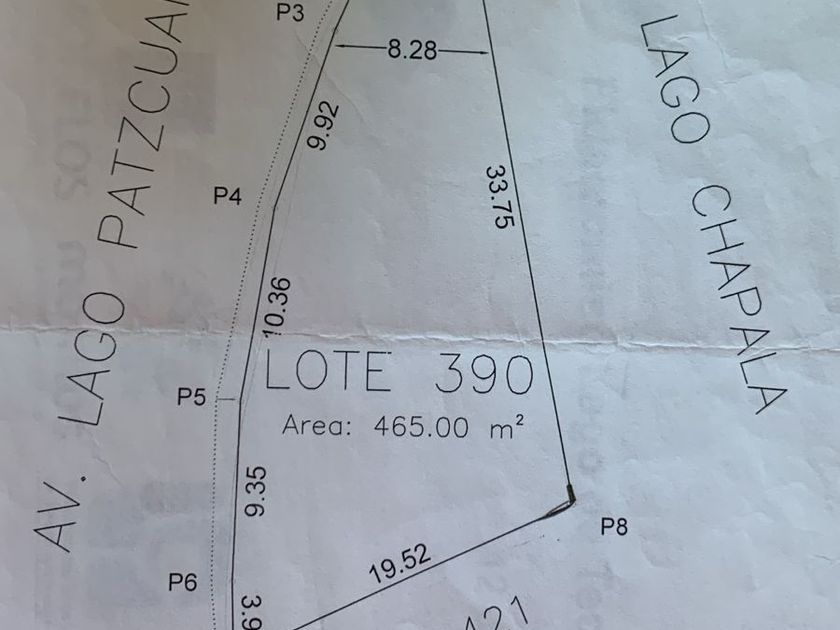 P3
8.28
9.92
AV. LAGO
LAGO CHAPALA
P4
33.75
10.36
LOTE 390
P5
Area: 465.00 m²
9.35
P8
19.52
P6
421